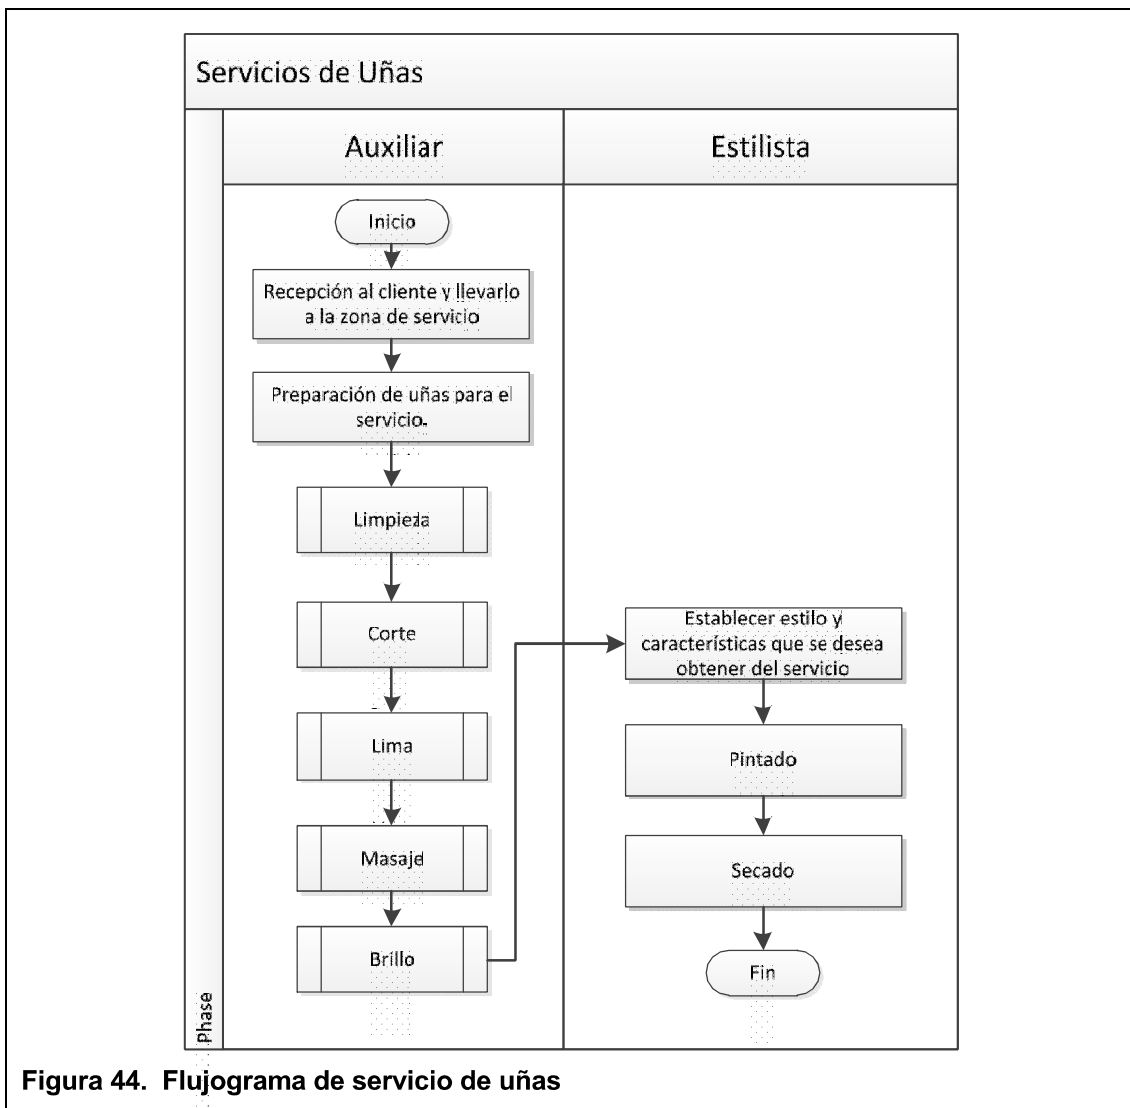 Servicios de Uñas
Auxiliar
Estilista
Inicio
Recepción al cliente y llevarlo
a la zona de servicio
Preparación de uñas para el
servicio.
Limpieza
Corte
Lima
Masaje
Brillo
Establecer estilo y
características que se desea
obtener del servicio
Pintado
Secado
Fin
Phase
Figura 44. Flujograma de servicio de uñas